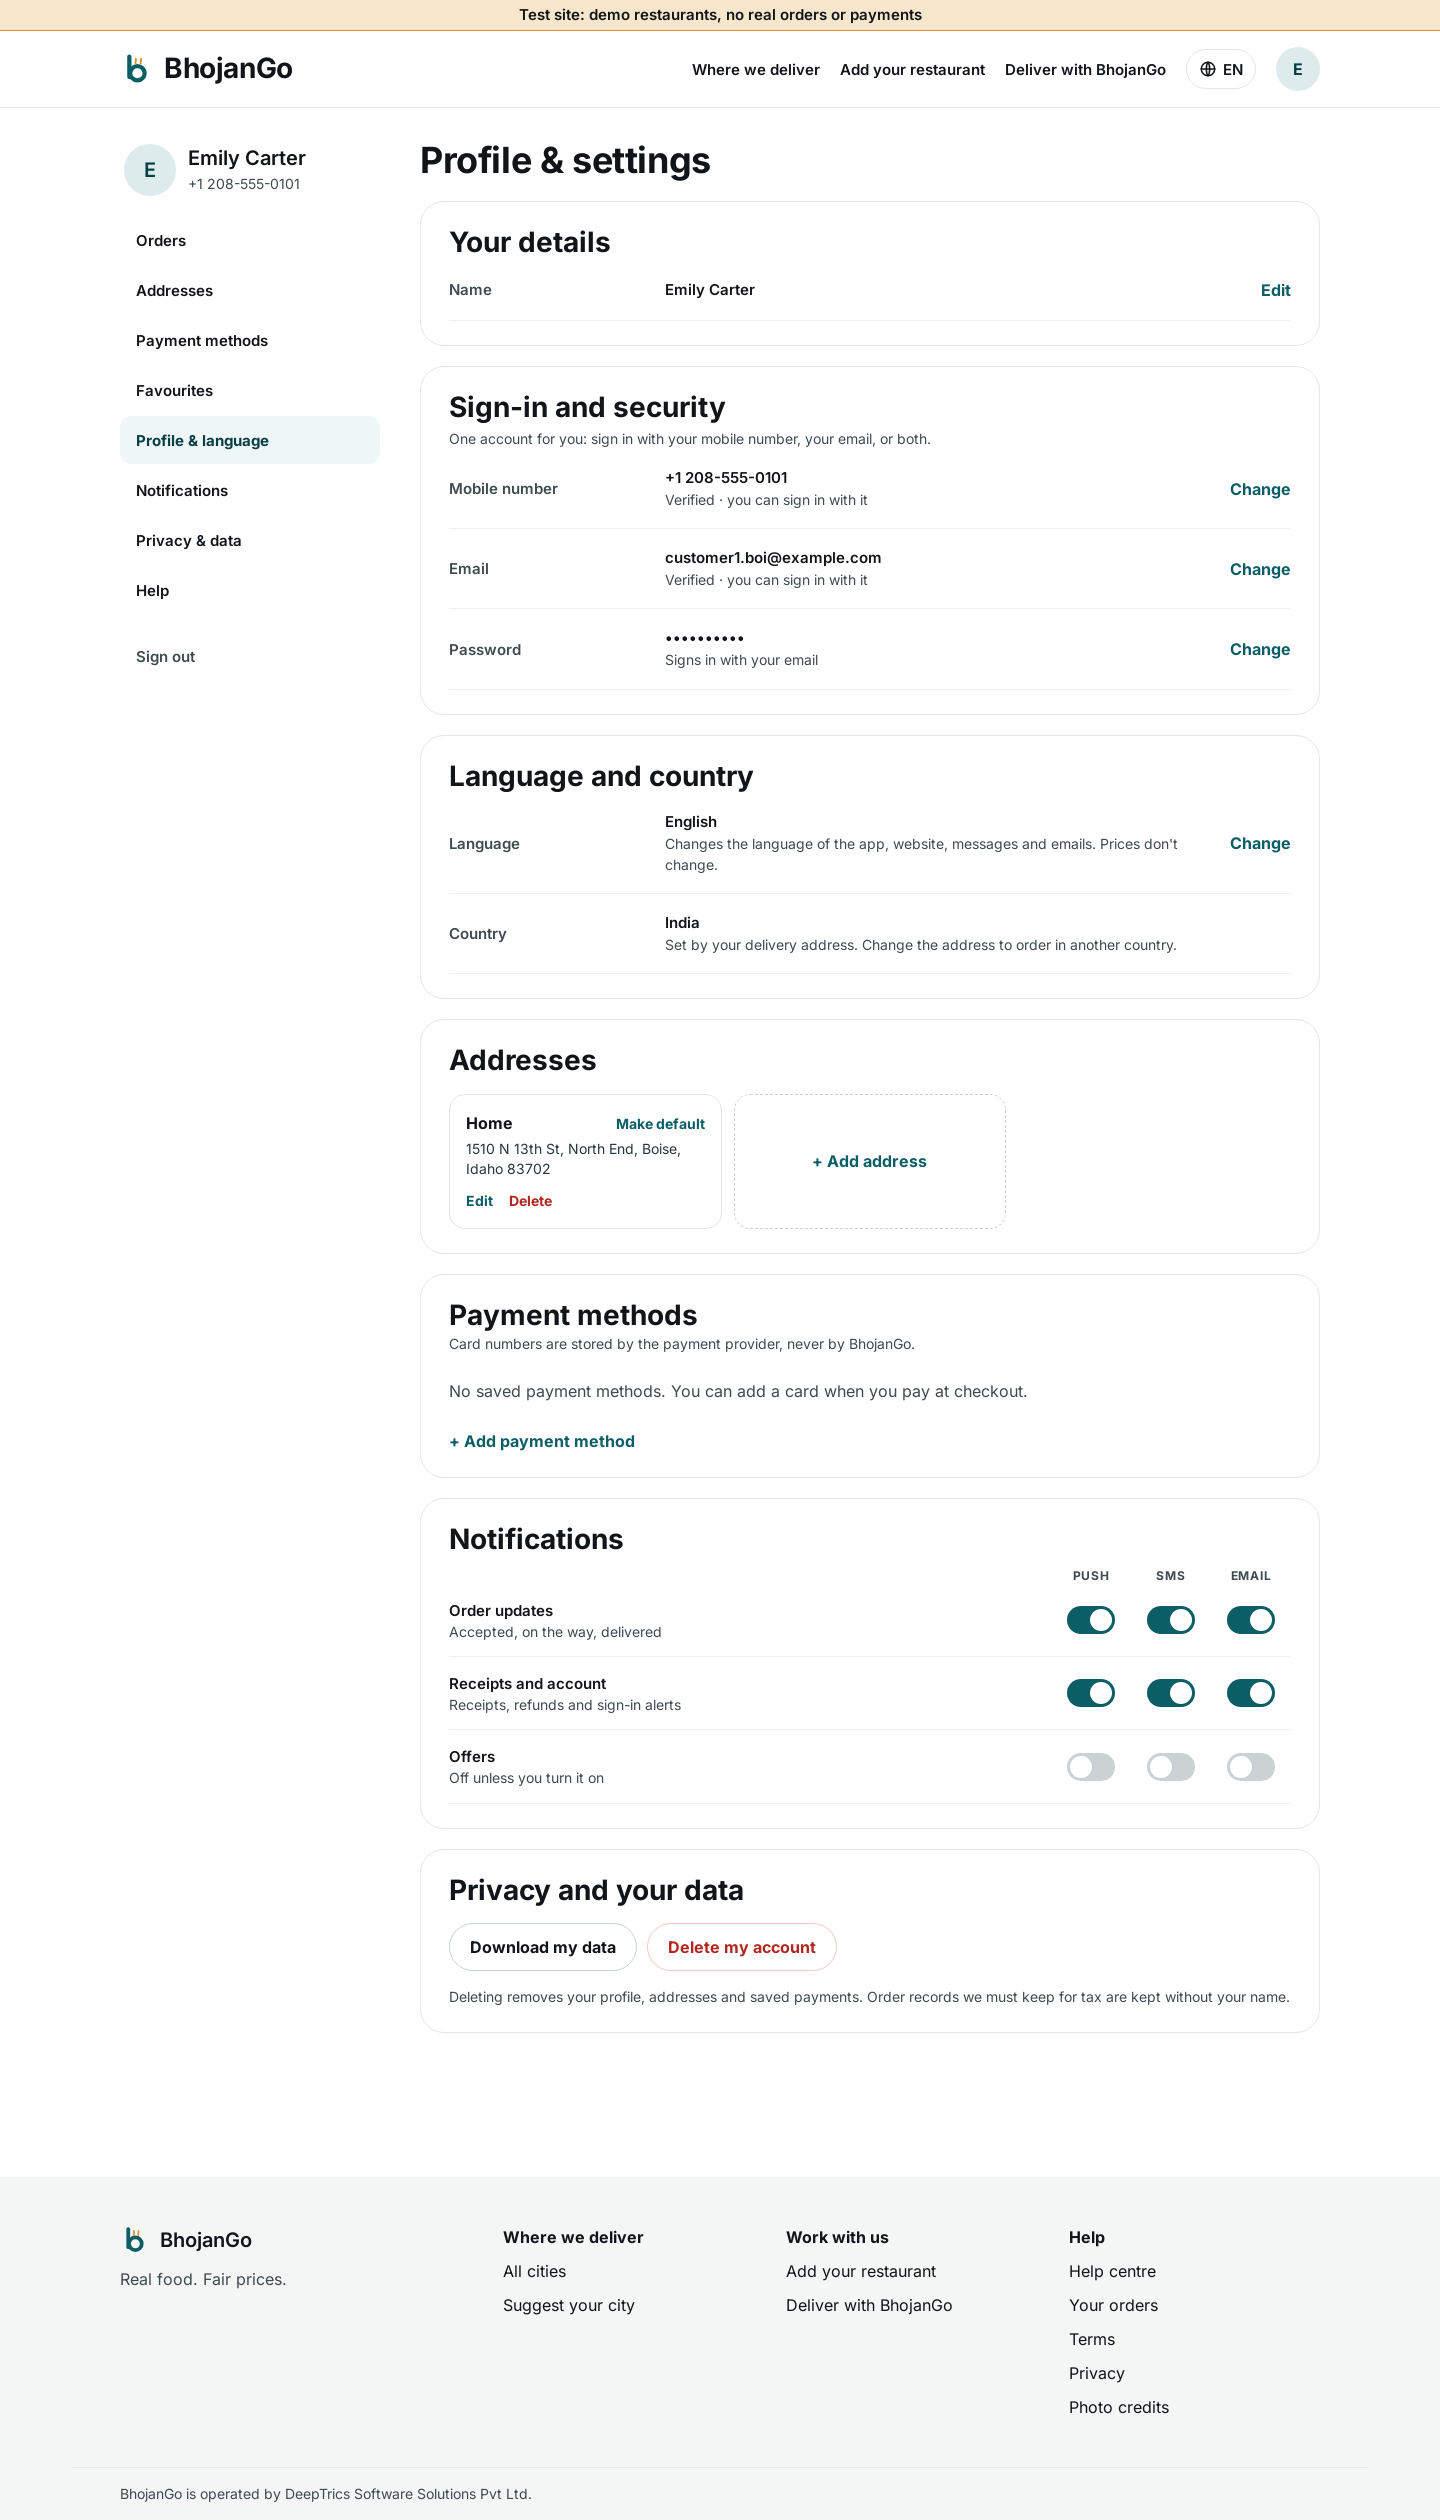 Test site: demo restaurants, no real orders or payments
BhojanGo
Where we deliver
Add your restaurant
Deliver with BhojanGo
EN
E
E
Emily Carter
+1 208-555-0101
Orders
Addresses
Payment methods
Favourites
Profile & language
Notifications
Privacy & data
Help
Sign out
Profile & settings
Your details
Name
Emily Carter
Edit
Sign-in and security
One account for you: sign in with your mobile number, your email, or both.
Mobile number
+1 208-555-0101
Verified · you can sign in with it
Change
Email
customer1.boi@example.com
Verified · you can sign in with it
Change
Password
••••••••••
Signs in with your email
Change
Language and country
Language
English
Changes the language of the app, website, messages and emails. Prices don't
change.
Change
Country
India
Set by your delivery address. Change the address to order in another country.
Addresses
Home
Make default
1510 N 13th St, North End, Boise,
Idaho 83702
Edit
Delete
+ Add address
Payment methods
Card numbers are stored by the payment provider, never by BhojanGo.
No saved payment methods. You can add a card when you pay at checkout.
+ Add payment method
Notifications
PUSH
SMS
EMAIL
Order updates
Accepted, on the way, delivered
Receipts and account
Receipts, refunds and sign-in alerts
Offers
Off unless you turn it on
Privacy and your data
Download my data
Delete my account
Deleting removes your profile, addresses and saved payments. Order records we must keep for tax are kept without your name.
BhojanGo
Real food. Fair prices.
Where we deliver
All cities
Suggest your city
Work with us
Add your restaurant
Deliver with BhojanGo
Help
Help centre
Your orders
Terms
Privacy
Photo credits
BhojanGo is operated by DeepTrics Software Solutions Pvt Ltd.